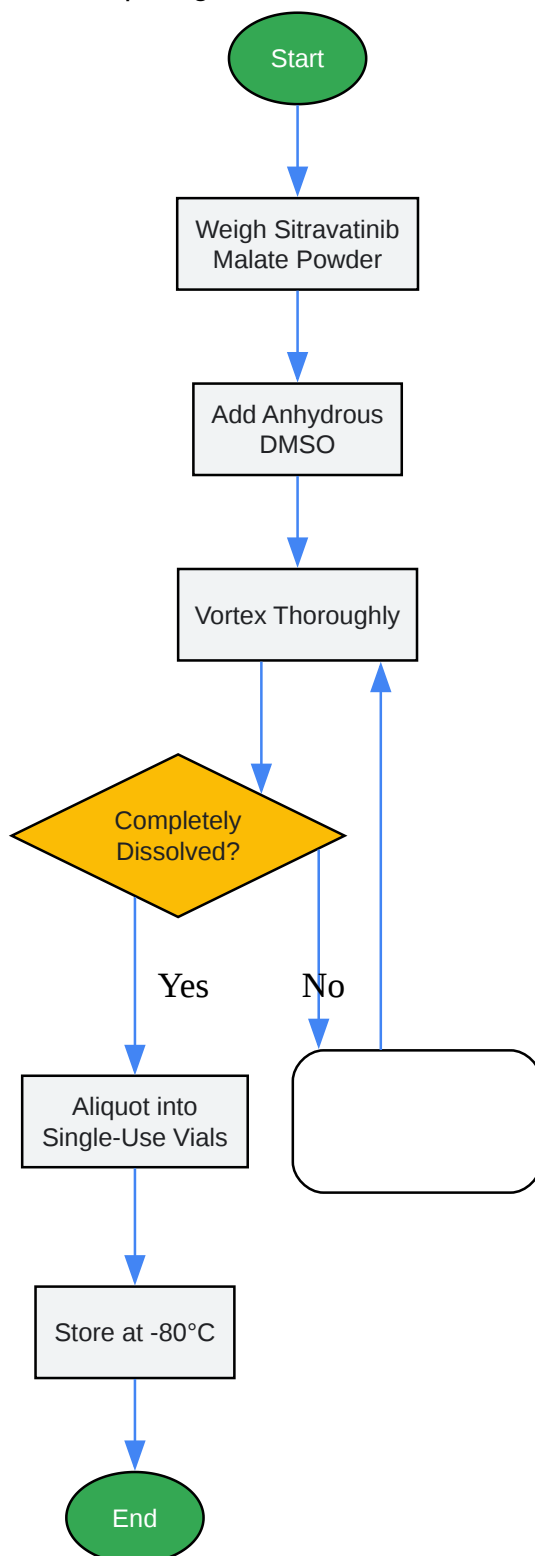 Start
Weigh Sitravatinib
Malate Powder
Add Anhydrous
DMSO
Vortex Thoroughly
Completely
Dissolved?
Yes
No
Aliquot into
Single-Use Vials
Store at -80°C
End